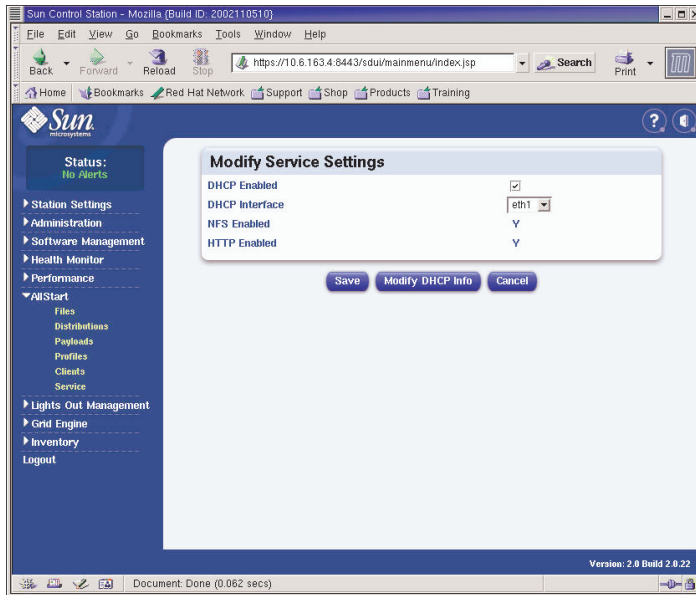 Sun Control Station - Mozilla {Build ID: 2002110510}
File Edit View Go Bookmarks Tools Window Help
Back Forward Reload Stop https://10.6.163.4:8443/sdui/mainmenu/index.jsp Search Print
Home Bookmarks Red Hat Network Support Shop Products Training
Sun
microsystems
?
Status:
No Alerts
Station Settings
Administration
Software Management
Health Monitor
Performance
AllStart
Files
Distributions
Payloads
Profiles
Clients
Service
Lights Out Management
Grid Engine
Inventory
Logout
Modify Service Settings
DHCP Enabled
DHCP Interface eth1
NFS Enabled Y
HTTP Enabled Y
Save Modify DHCP Info Cancel
Version: 2.0 Build 2.0.22
Document: Done (0.062 secs)